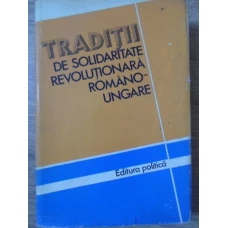 TRADIȚII
DE SOLIDARITATE
REVOLUȚIONARĂ
ROMÂNO-
UNGARE
Editura politică